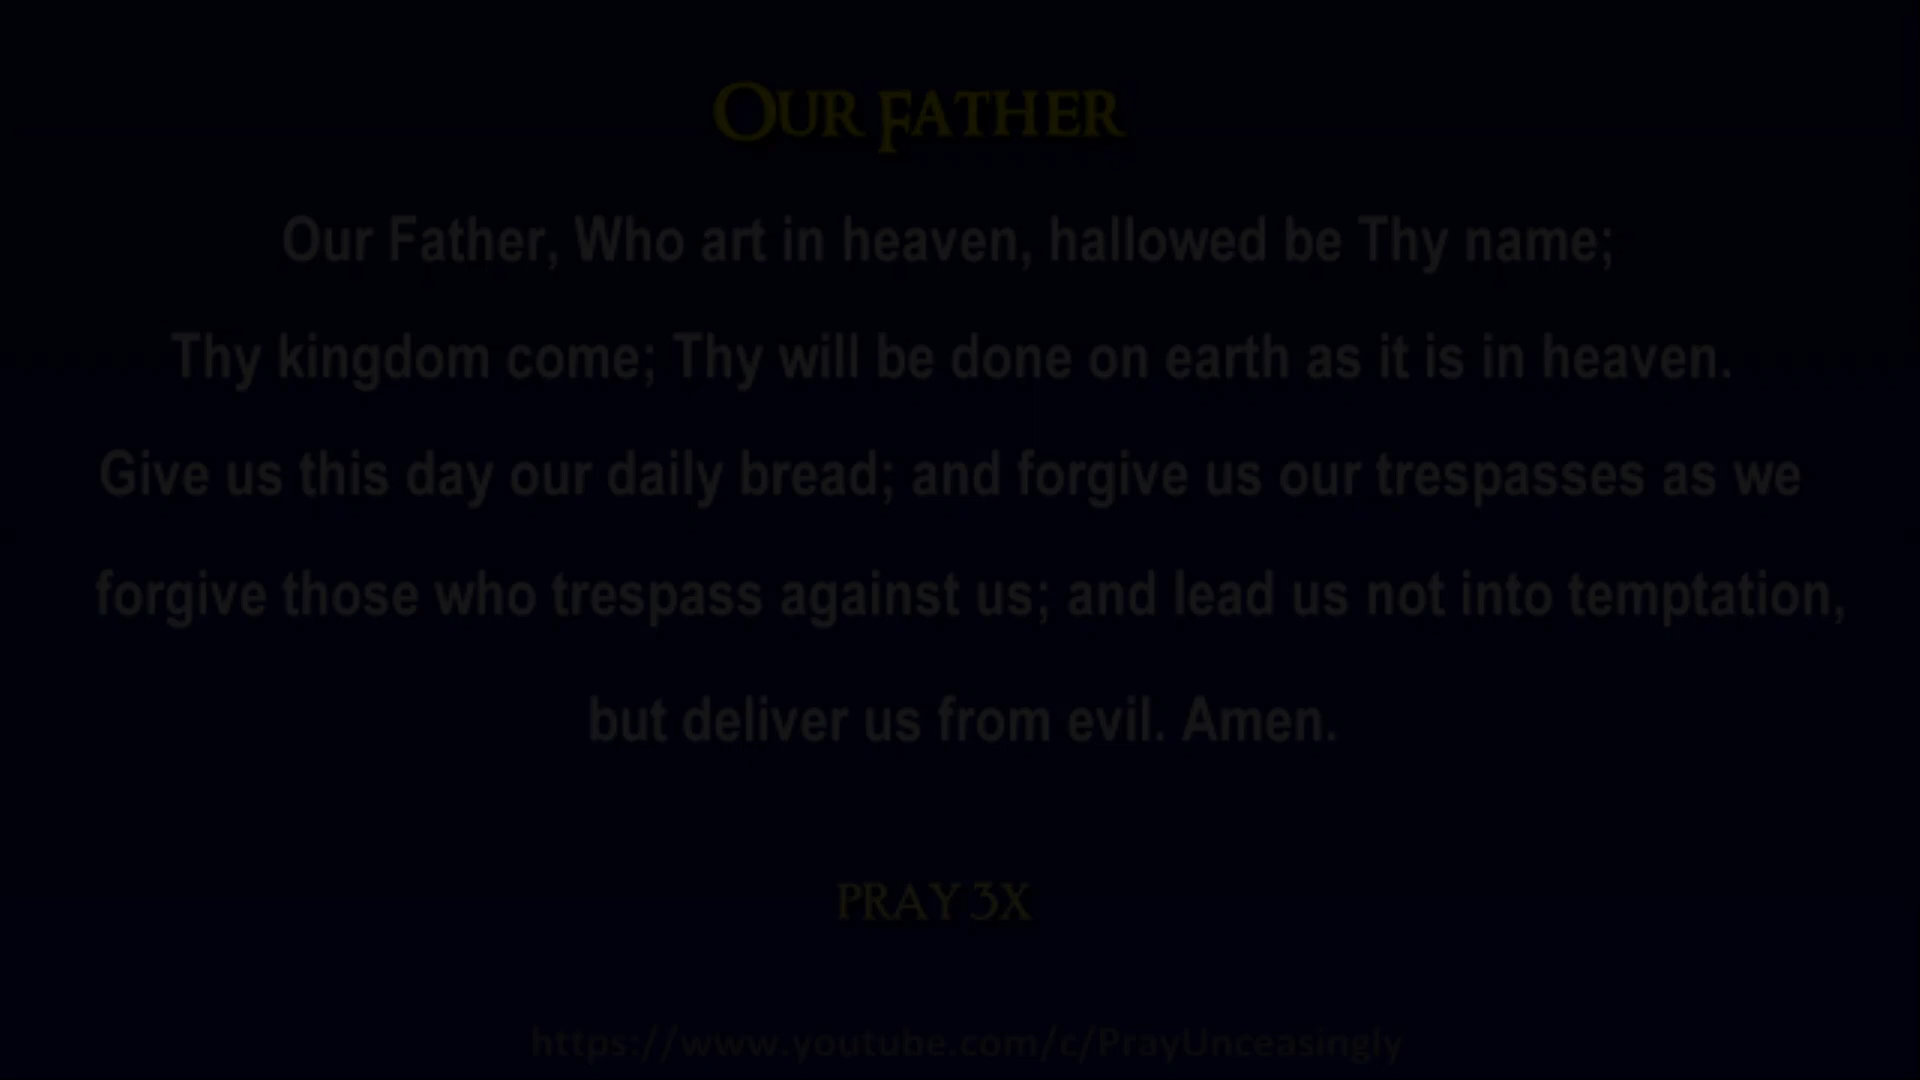 OUR FATHER
Our Father, Who art in heaven, hallowed be Thy name;
Thy kingdom come; Thy will be done on earth as it is in heaven.
Give us this day our daily bread; and forgive us our trespasses as we
forgive those who trespass against us; and lead us not into temptation,
but deliver us from evil. Amen.
PRAY 3X
https://www.youtube.com/c/PrayUnceasingly